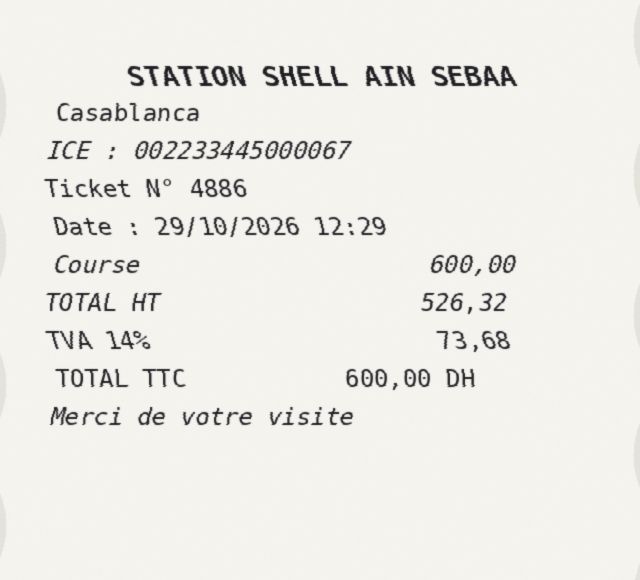 STATION SHELL AIN SEBAA
Casablanca
ICE : 002233445000067
Ticket N° 4886
Date : 29/10/2026 12:29
Course 600,00
TOTAL HT 526,32
TVA 14% 73,68
TOTAL TTC 600,00 DH
Merci de votre visite